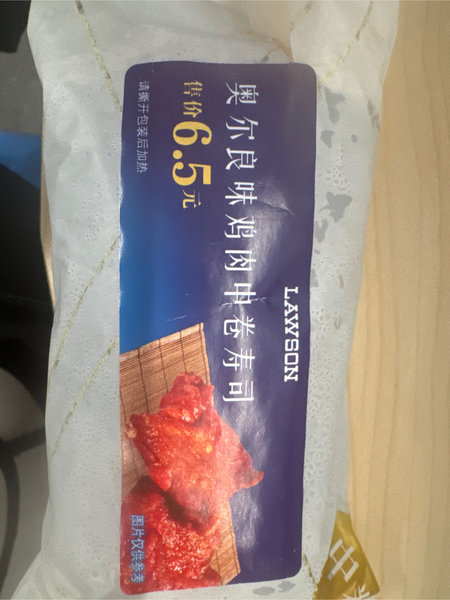 LAWSON
奥尔良味鸡肉中卷寿司
售价6.5元
请撕开包装后加热
图片仅供参考
中